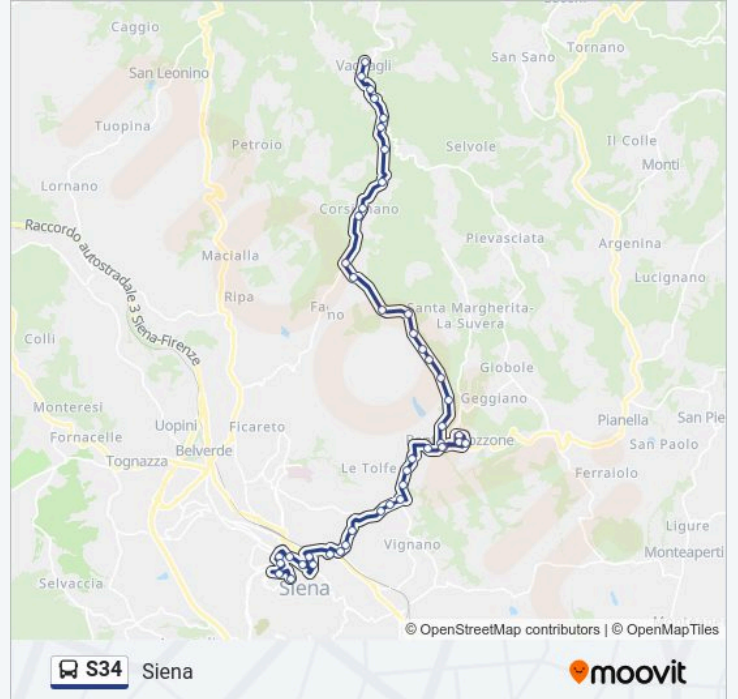 Caggio
San Leonino
San Sano
Tornano
Tuopina
Petroio
Selvole
Il Colle
Monti
Lornano
Raccordo autostradale 3 Siena-Firenze
Pievasciata
Argenina
Macialla
Lucignano
Ripa
Santa Margherita-
La Suvera
Colli
Globole
Geggiano
Monteresi
Fornacelle
Uopini
Ficareto
Belverde
Tognazza
Pianella
San Pie
San Paolo
Le Tolfe
Ferraiolo
Ligure
Vignano
Monteaperti
Selvaccia
Siena
© OpenStreetMap contributors | © OpenMapTiles
S34 Siena
moovit